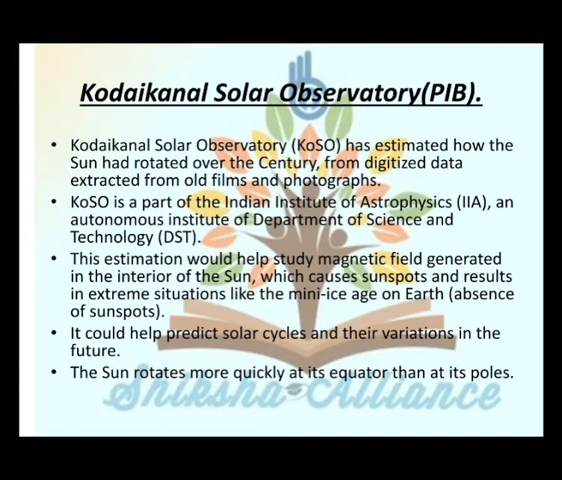 Kodaikanal Solar Observatory(PIB).
• Kodaikanal Solar Observatory (KoSO) has estimated how the
Sun had rotated over the Century, from digitized data
extracted from old films and photographs.
• KoSO is a part of the Indian Institute of Astrophysics (IIA), an
autonomous institute of Department of Science and
Technology (DST).
• This estimation would help study magnetic field generated
in the interior of the Sun, which causes sunspots and results
in extreme situations like the mini-ice age on Earth (absence
of sunspots).
• It could help predict solar cycles and their variations in the
future.
• The Sun rotates more quickly at its equator than at its poles.
Shiksha Alliance